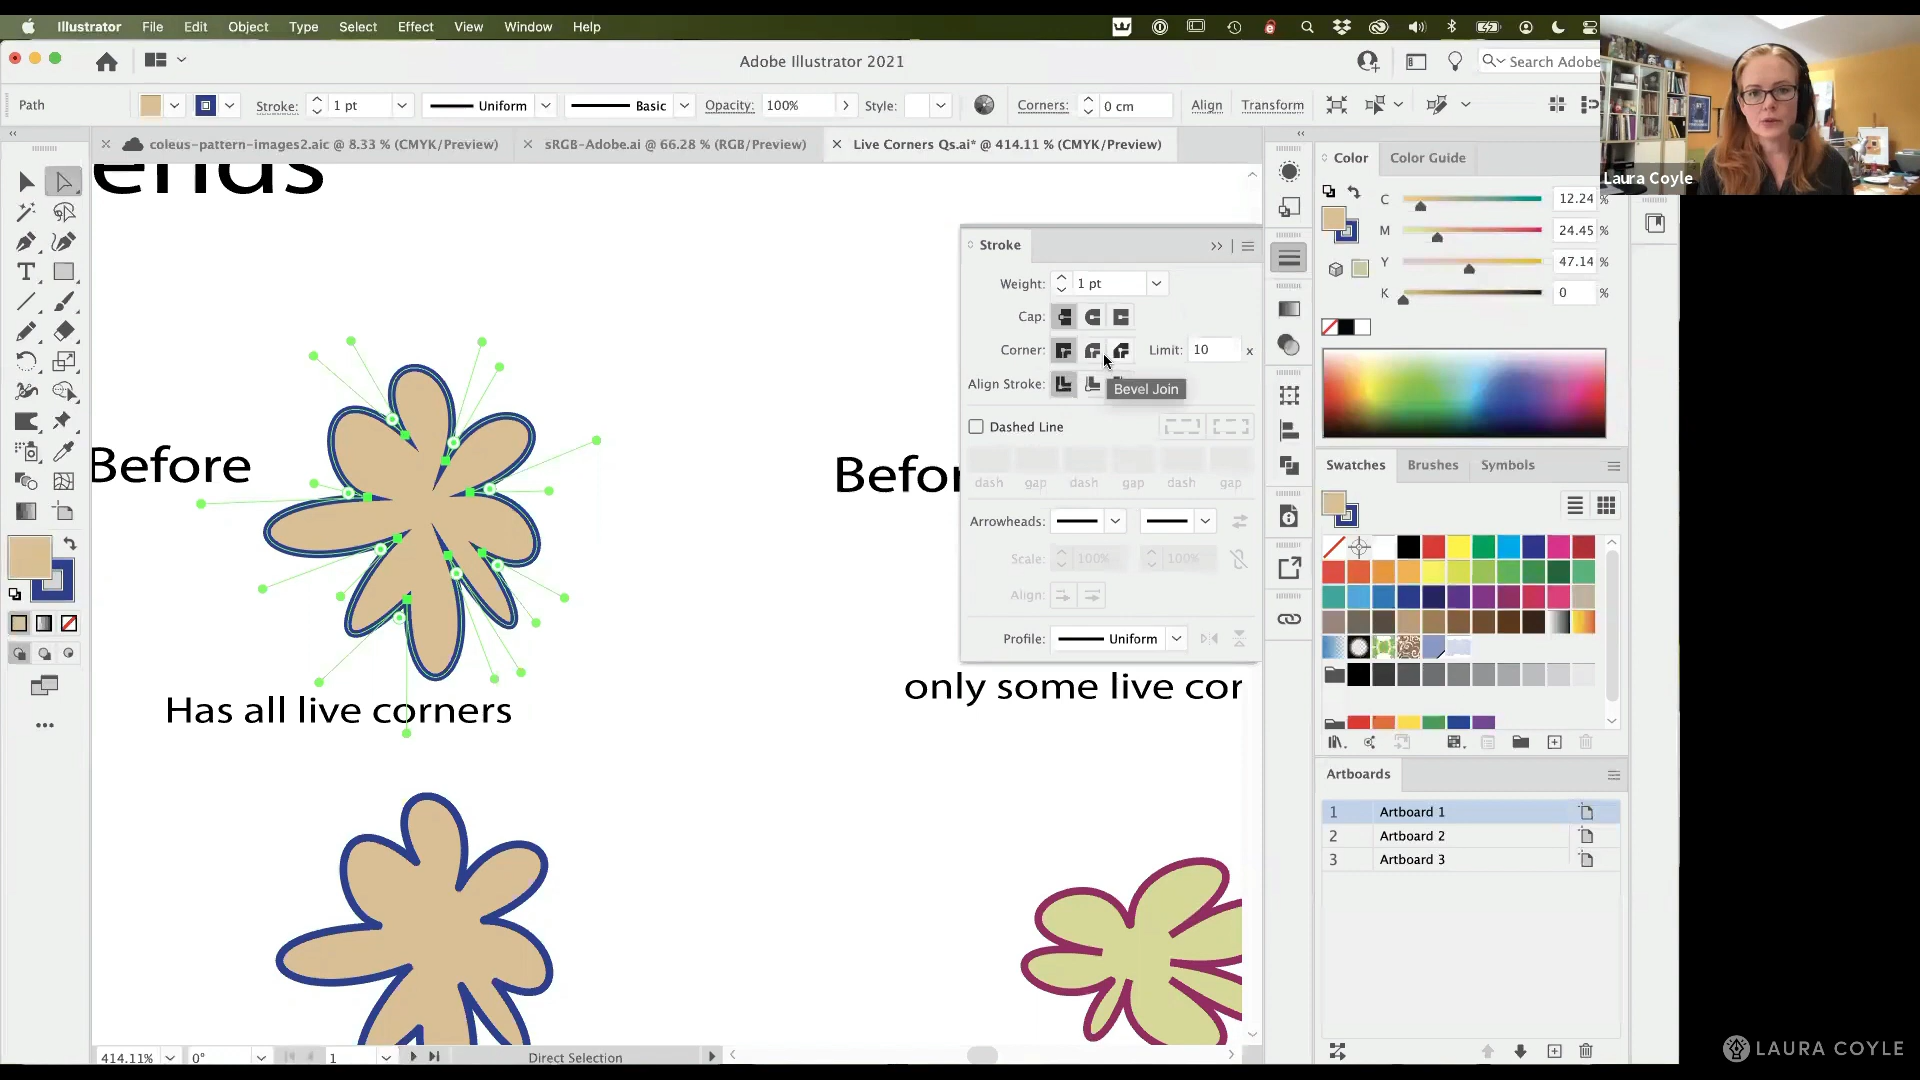 Illustrator File Edit Object Type Select Effect View Window Help
Adobe Illustrator 2021
Search Adobe
Path
Stroke: 1 pt
Uniform
Basic
Opacity: 100%
Style:
Corners: 0 cm
Align
Transform
coleus-pattern-images2.aic @ 8.33 % (CMYK/Preview)
sRGB-Adobe.ai @ 66.28 % (RGB/Preview)
Live Corners Qs.ai* @ 414.11 % (CMYK/Preview)
ends
Before
Has all live corners
Befor
only some live cor
Stroke
Weight: 1 pt
Cap:
Corner: Limit: 10 x
Align Stroke:
Bevel Join
Dashed Line
dash gap dash gap dash gap
Arrowheads:
Scale: 100% 100%
Align:
Profile: Uniform
Color Color Guide
C 12.24 %
M 24.45 %
Y 47.14 %
K 0 %
Swatches Brushes Symbols
Artboards
1 Artboard 1
2 Artboard 2
3 Artboard 3
414.11% 0° 1 Direct Selection
Laura Coyle
LAURA COYLE